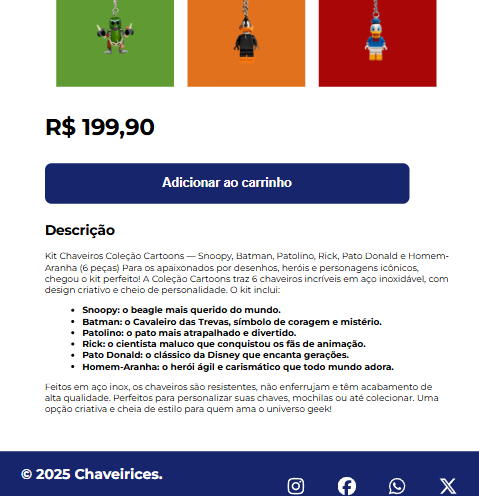 R$ 199,90
Adicionar ao carrinho
Descrição
Kit Chaveiros Coleção Cartoons — Snoopy, Batman, Patolino, Rick, Pato Donald e Homem-
Aranha (6 peças) Para os apaixonados por desenhos, heróis e personagens icônicos,
chegou o kit perfeito! A Coleção Cartoons traz 6 chaveiros incríveis em aço inoxidável, com
design criativo e cheio de personalidade. O kit inclui:
• Snoopy: o beagle mais querido do mundo.
• Batman: o Cavaleiro das Trevas, símbolo de coragem e mistério.
• Patolino: o pato mais atrapalhado e divertido.
• Rick: o cientista maluco que conquistou os fãs de animação.
• Pato Donald: o clássico da Disney que encanta gerações.
• Homem-Aranha: o herói ágil e carismático que todo mundo adora.
Feitos em aço inox, os chaveiros são resistentes, não enferrujam e têm acabamento de
alta qualidade. Perfeitos para personalizar suas chaves, mochilas ou até colecionar. Uma
opção criativa e cheia de estilo para quem ama o universo geek!
© 2025 Chaveirices.